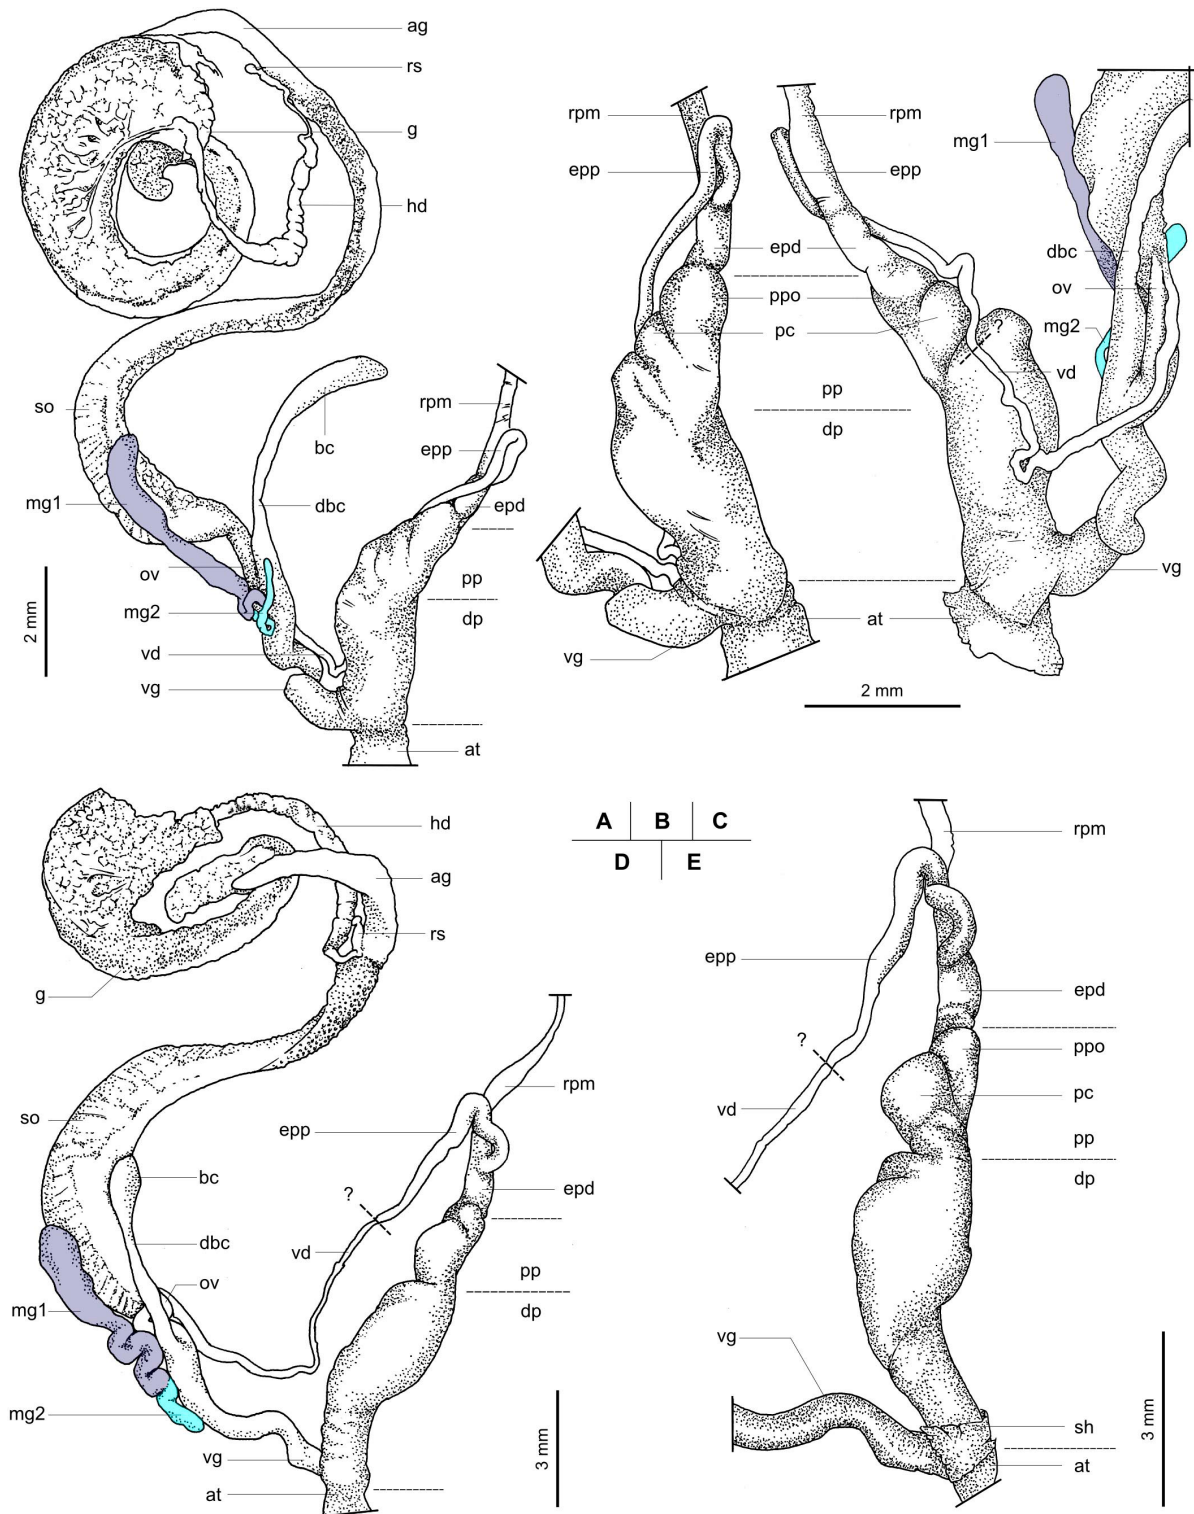 ag
rs
g
hd
so
bc
rpm
epp
mg1
dbc
epd
ov
pp
mg2
dp
vd
vg
at
2 mm
rpm
rpm
mg1
epp
epp
epd
dbc
ppo
ov
pc
mg2
?
vd
pp
dp
at
vg
vg
2 mm
A B C
D E
hd
ag
rs
g
rpm
so
epp
bc
?
epd
dbc
vd
ov
pp
mg1
dp
mg2
vg
at
3 mm
rpm
epp
epd
?
ppo
vd
pc
pp
dp
vg
sh
at
3 mm